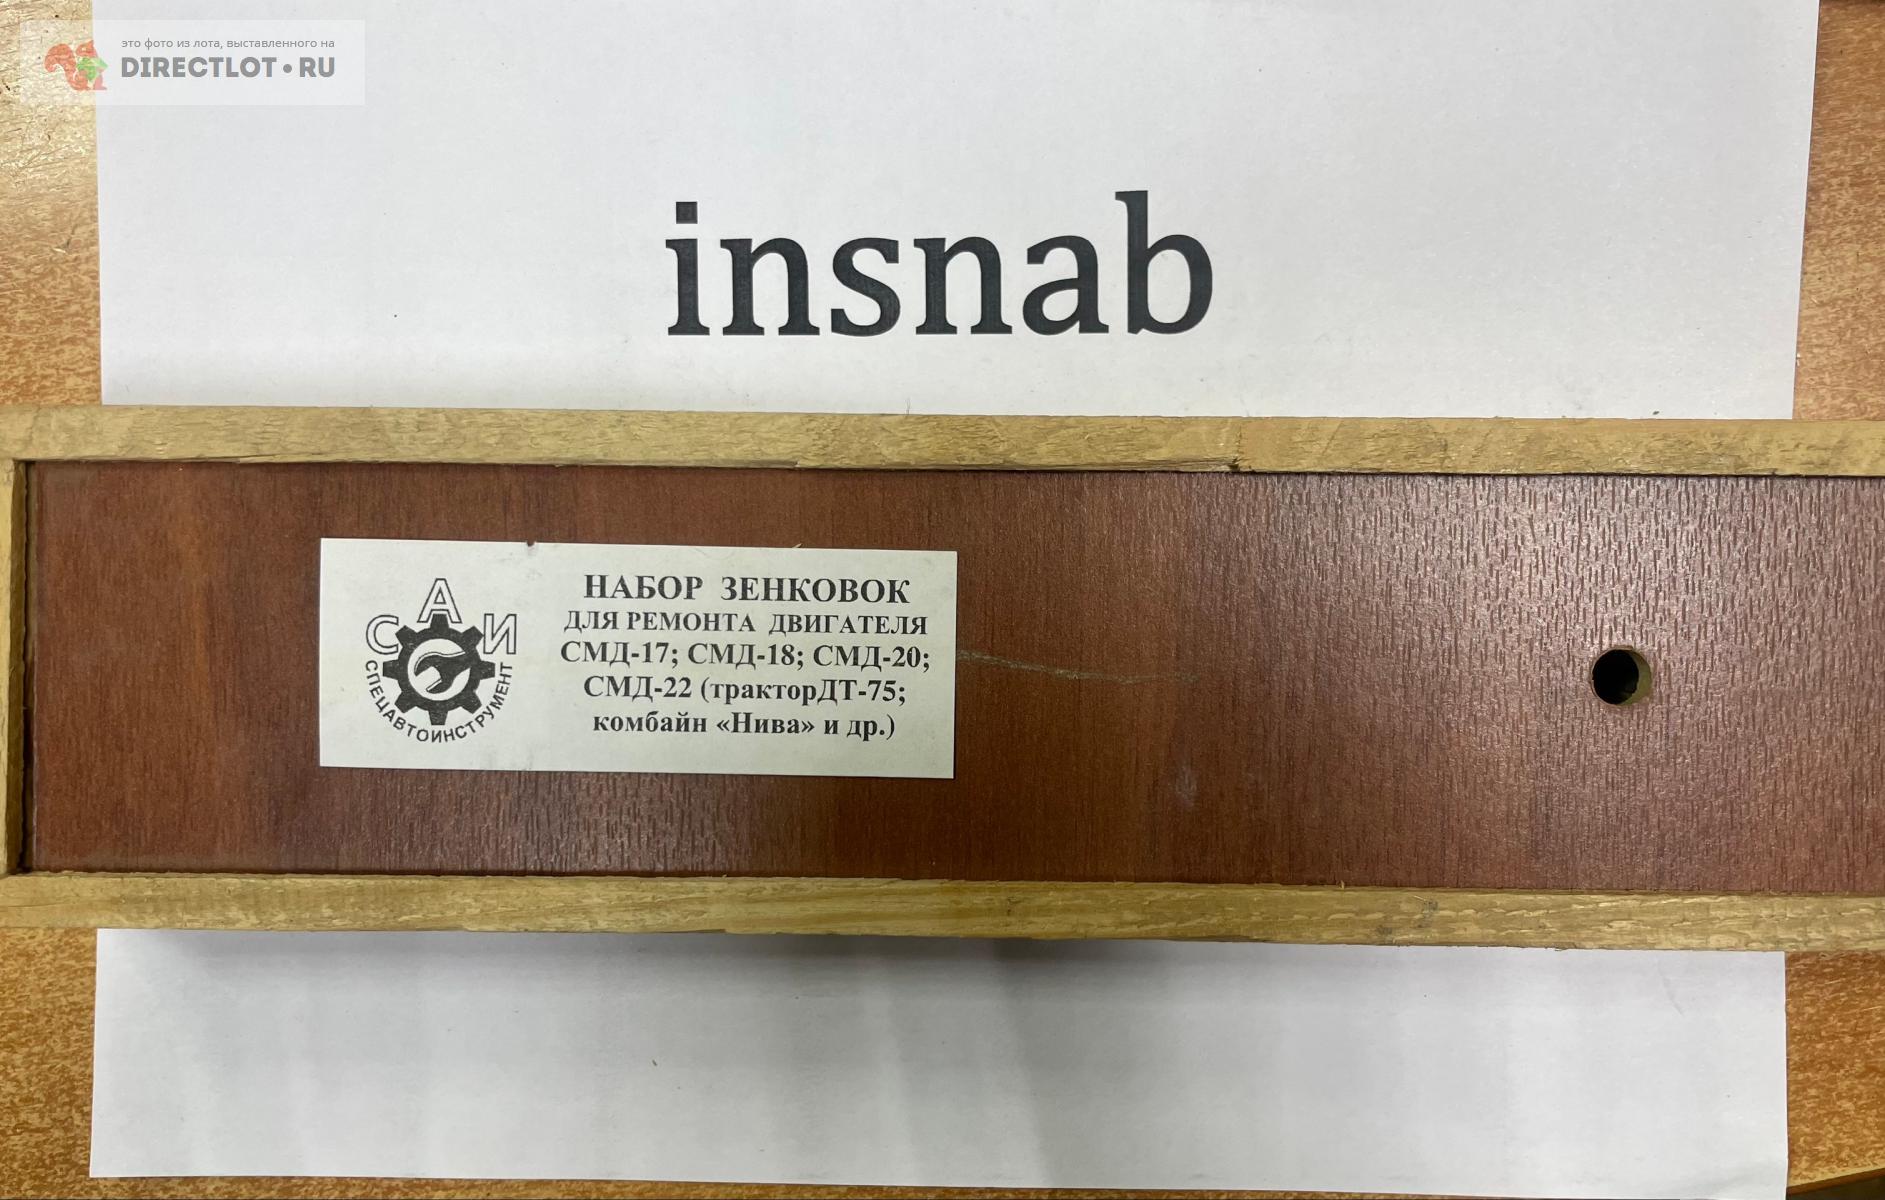 это фото из лота, выставленного на
DIRECTLOT•RU
insnab
САИ
СПЕЦАВТОИНСТРУМЕНТ
НАБОР ЗЕНКОВОК
ДЛЯ РЕМОНТА ДВИГАТЕЛЯ
СМД-17; СМД-18; СМД-20;
СМД-22 (тракторДТ-75;
комбайн «Нива» и др.)